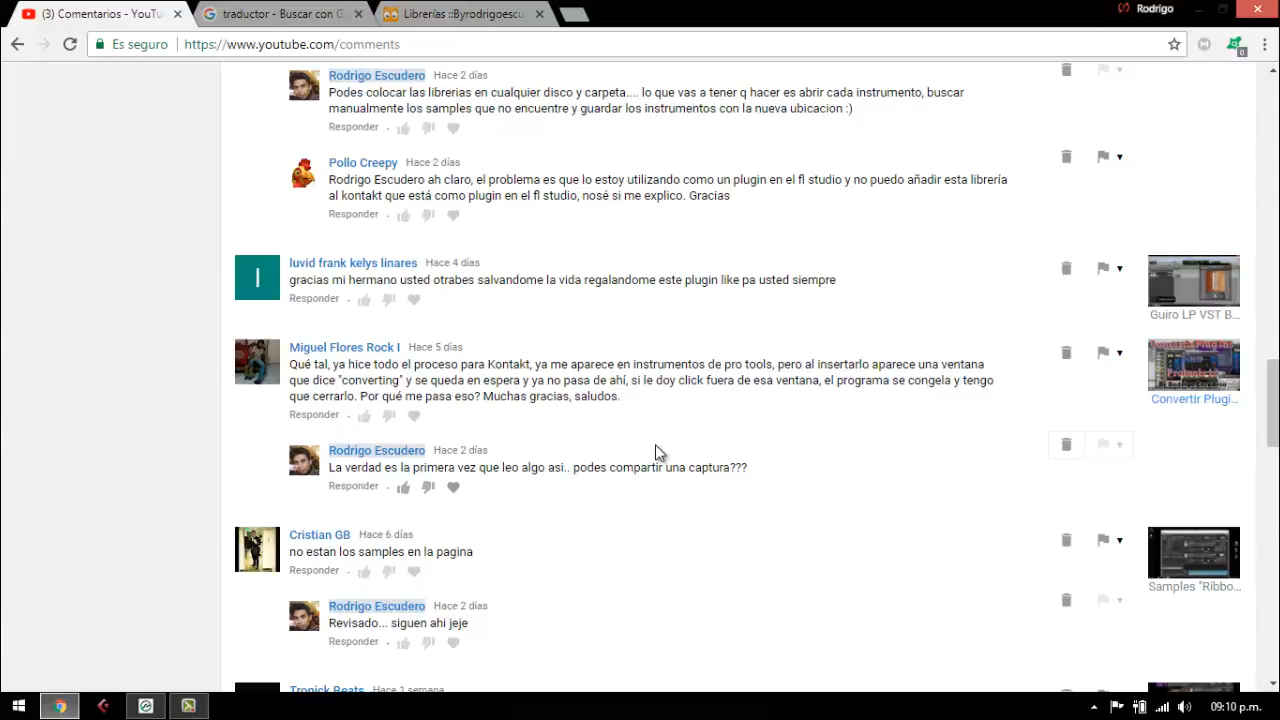 (3) Comentarios - YouTu
traductor - Buscar con G
Librerías ::Byrodrigoescu
Rodrigo
Es seguro
https://www.youtube.com/comments
Rodrigo Escudero Hace 2 días
Podes colocar las librerias en cualquier disco y carpeta.... lo que vas a tener q hacer es abrir cada instrumento, buscar
manualmente los samples que no encuentre y guardar los instrumentos con la nueva ubicacion :)
Responder
Pollo Creepy Hace 2 días
Rodrigo Escudero ah claro, el problema es que lo estoy utilizando como un plugin en el fl studio y no puedo añadir esta librería
al kontakt que está como plugin en el fl studio, nosé si me explico. Gracias
Responder
l
luvid frank kelys linares Hace 4 días
gracias mi hermano usted otrabes salvandome la vida regalandome este plugin like pa usted siempre
Responder
Guiro LP VST B...
Miguel Flores Rock I Hace 5 días
Qué tal, ya hice todo el proceso para Kontakt, ya me aparece en instrumentos de pro tools, pero al insertarlo aparece una ventana
que dice "converting" y se queda en espera y ya no pasa de ahí, si le doy click fuera de esa ventana, el programa se congela y tengo
que cerrarlo. Por qué me pasa eso? Muchas gracias, saludos.
Responder
Convertir Plugi...
Rodrigo Escudero Hace 2 días
La verdad es la primera vez que leo algo asi.. podes compartir una captura???
Responder
Cristian GB Hace 6 días
no estan los samples en la pagina
Responder
Samples "Ribbo...
Rodrigo Escudero Hace 2 días
Revisado... siguen ahi jeje
Responder
Tropick Beats Hace 1 semana
09:10 p.m.